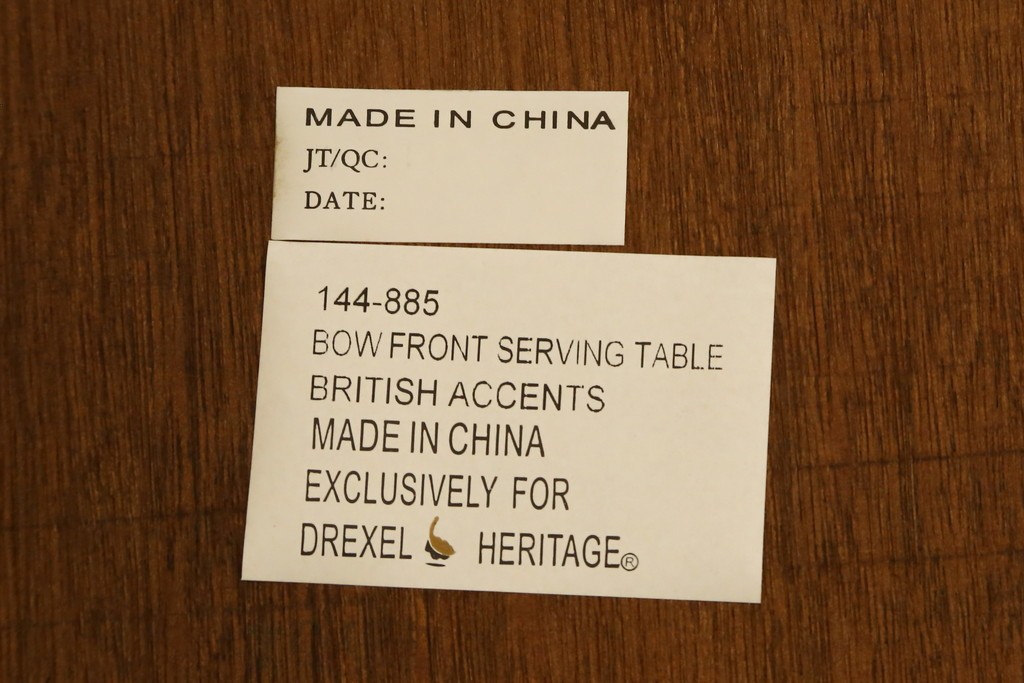 MADE IN CHINA
JT/QC:
DATE:
144-885
BOW FRONT SERVING TABLE
BRITISH ACCENTS
MADE IN CHINA
EXCLUSIVELY FOR
DREXEL HERITAGE®